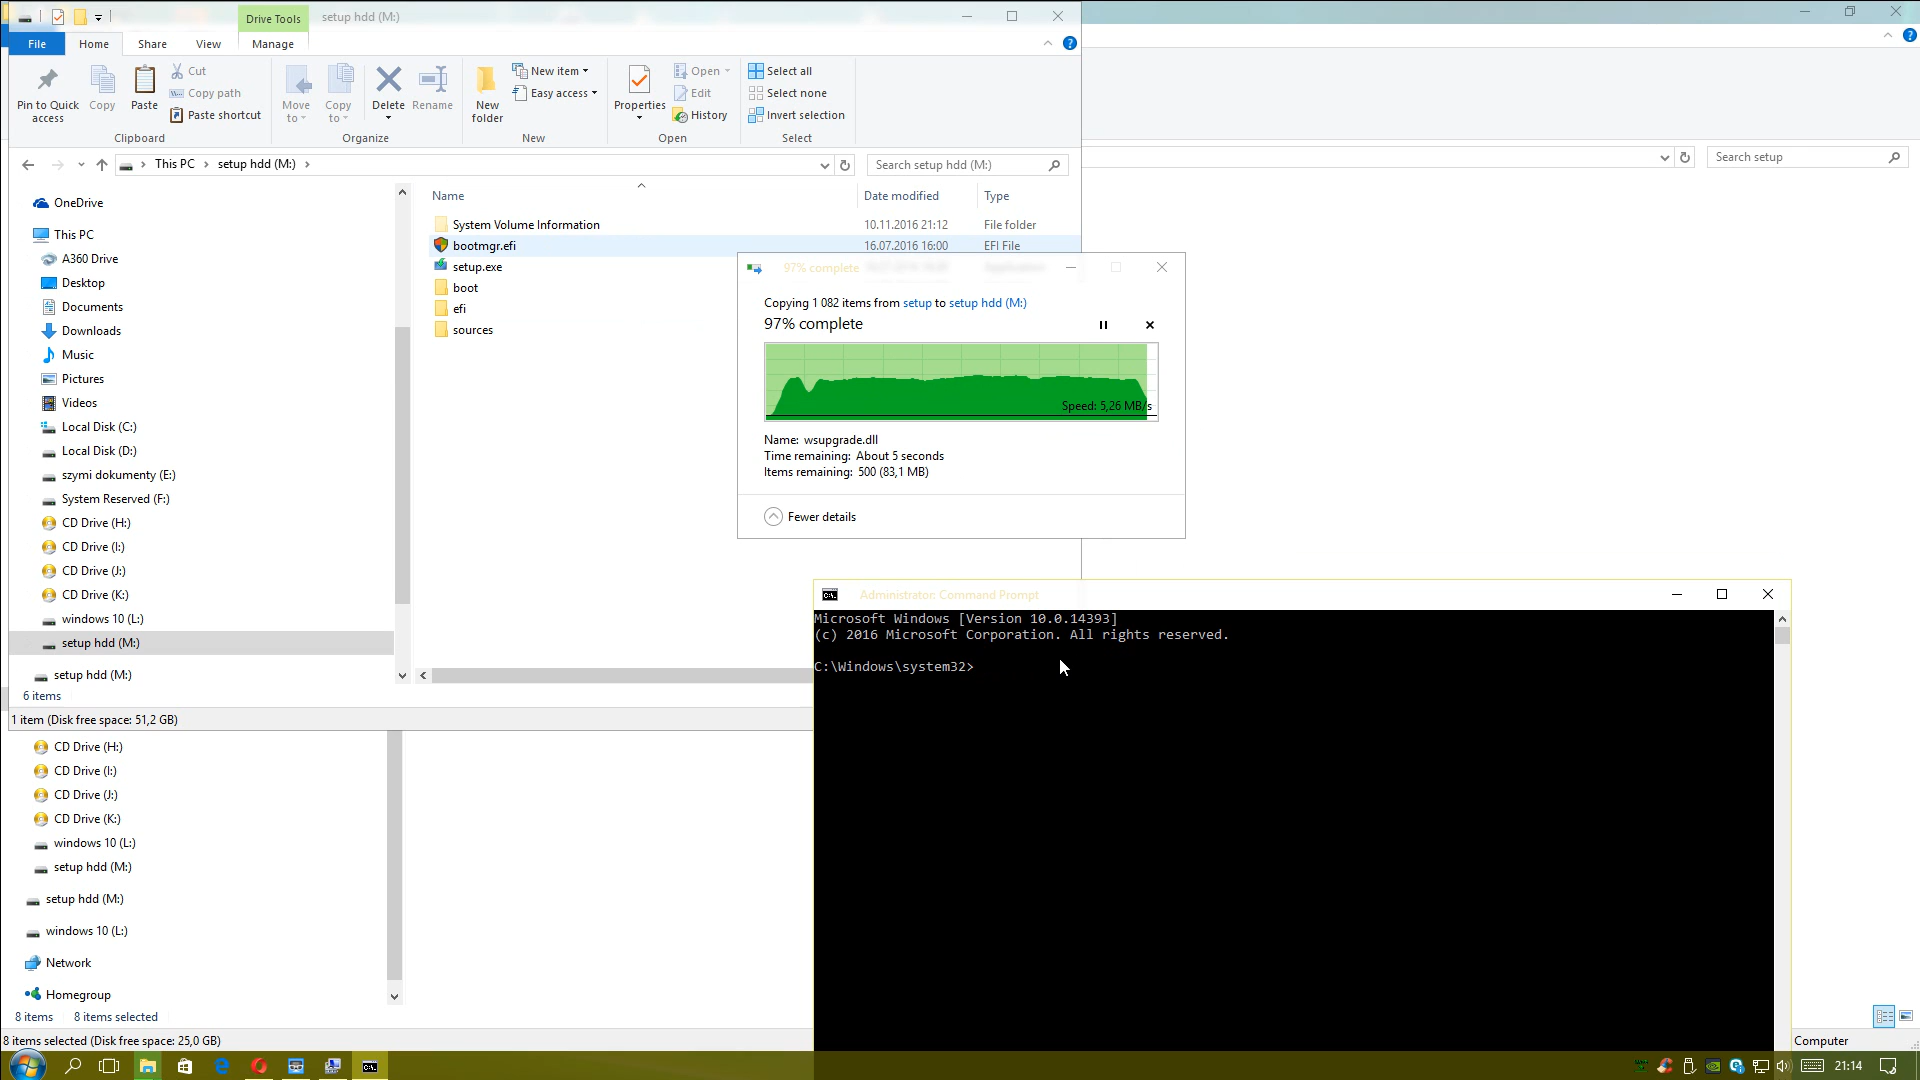 Drive Tools
setup hdd (M:)
File
Home
Share
View
Manage
Pin to Quick access
Copy
Paste
Cut
Copy path
Paste shortcut
Clipboard
Move to
Copy to
Delete
Rename
Organize
New folder
New item
Easy access
New
Properties
Open
Edit
History
Open
Select all
Select none
Invert selection
Select
This PC
setup hdd (M:)
Search setup hdd (M:)
Search setup
Name
Date modified
Type
System Volume Information 10.11.2016 21:12 File folder
bootmgr.efi 16.07.2016 16:00 EFI File
setup.exe
boot
efi
sources
OneDrive
This PC
A360 Drive
Desktop
Documents
Downloads
Music
Pictures
Videos
Local Disk (C:)
Local Disk (D:)
szymi dokumenty (E:)
System Reserved (F:)
CD Drive (H:)
CD Drive (I:)
CD Drive (J:)
CD Drive (K:)
windows 10 (L:)
setup hdd (M:)
setup hdd (M:)
6 items
1 item (Disk free space: 51,2 GB)
97% complete
Copying 1 082 items from setup to setup hdd (M:)
97% complete
Speed: 5,26 MB/s
Name: wsupgrade.dll
Time remaining: About 5 seconds
Items remaining: 500 (83,1 MB)
Fewer details
Administrator: Command Prompt
Microsoft Windows [Version 10.0.14393]
(c) 2016 Microsoft Corporation. All rights reserved.
C:\Windows\system32>
CD Drive (H:)
CD Drive (I:)
CD Drive (J:)
CD Drive (K:)
windows 10 (L:)
setup hdd (M:)
setup hdd (M:)
windows 10 (L:)
Network
Homegroup
8 items 8 items selected
8 items selected (Disk free space: 25,0 GB)
Computer
21:14